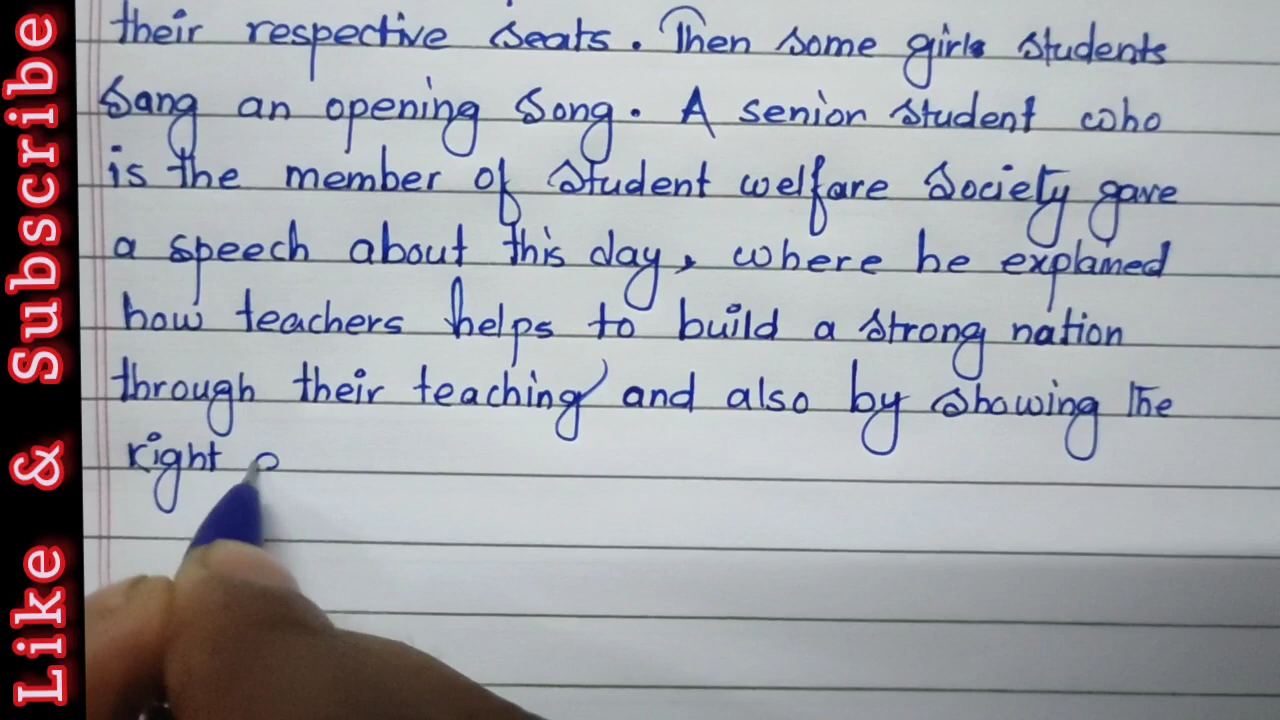 their respective seats. Then some girls students
sang an opening song. A senior student who
is the member of student welfare society gave
a speech about this day, where he explained
how teachers helps to build a strong nation
through their teaching and also by showing the
right
Like & Subscribe